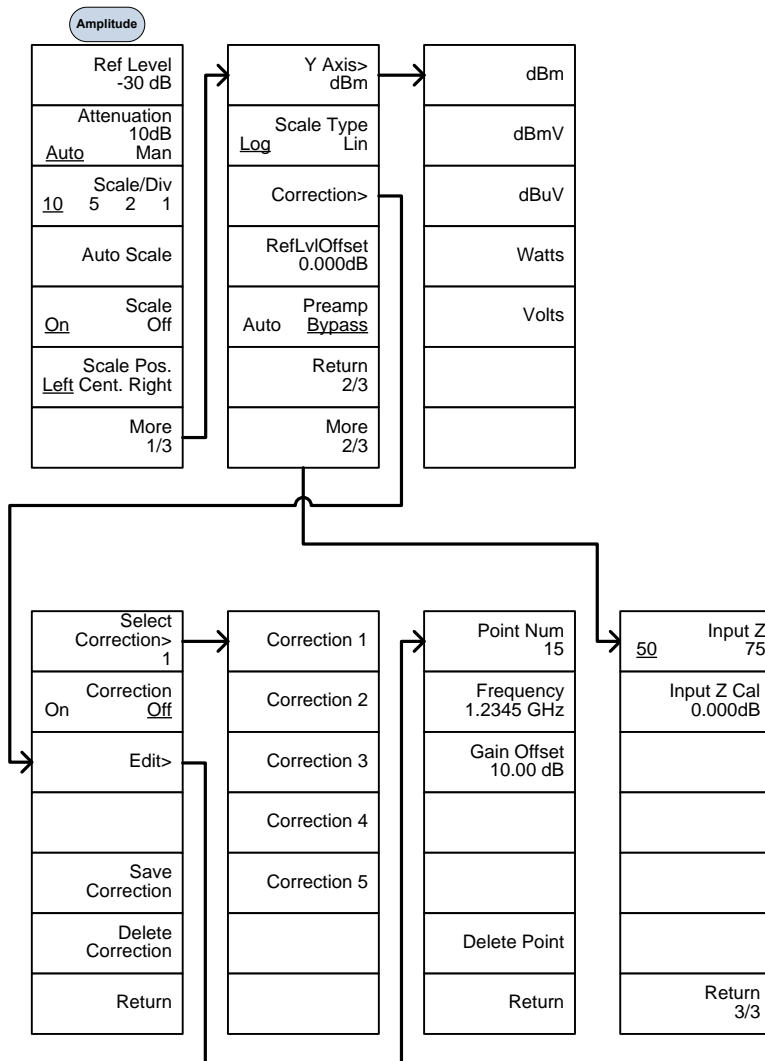 Amplitude
Ref Level
-30 dB
Attenuation
10dB
Auto Man
Scale/Div
10 5 2 1
Auto Scale
Scale
On Off
Scale Pos.
Left Cent. Right
More
1/3
Y Axis>
dBm
Scale Type
Log Lin
Correction>
RefLvlOffset
0.000dB
Preamp
Auto Bypass
Return
2/3
More
2/3
dBm
dBmV
dBuV
Watts
Volts
Select
Correction>
1
Correction
On Off
Edit>
Save
Correction
Delete
Correction
Return
Correction 1
Correction 2
Correction 3
Correction 4
Correction 5
Point Num
15
Frequency
1.2345 GHz
Gain Offset
10.00 dB
Delete Point
Return
Input Z
50 75
Input Z Cal
0.000dB
Return
3/3